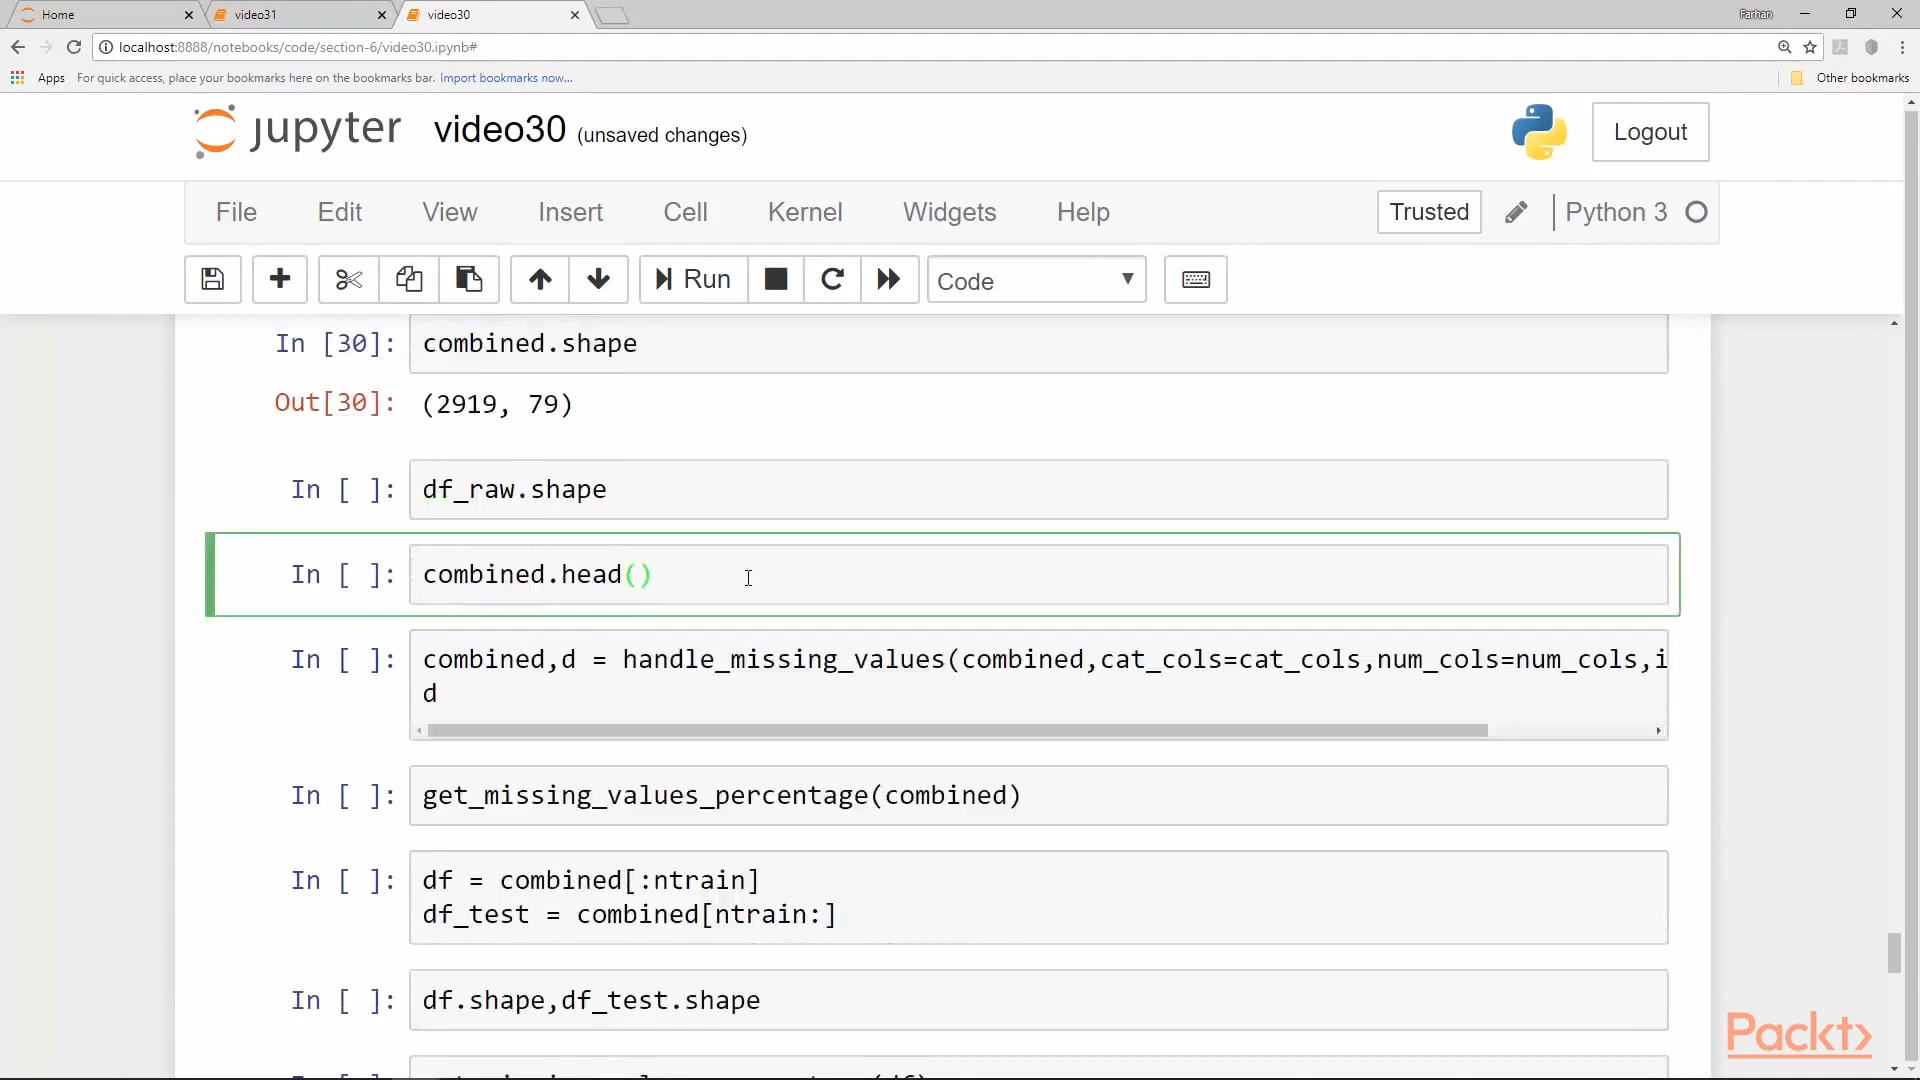 Home
video31
video30
Farhan
localhost:8888/notebooks/code/section-6/video30.ipynb#
Apps
For quick access, place your bookmarks here on the bookmarks bar. Import bookmarks now...
Other bookmarks
jupyter
video30 (unsaved changes)
Logout
File Edit View Insert Cell Kernel Widgets Help
Trusted
Python 3
Run
Code
In [30]: combined.shape
Out[30]: (2919, 79)
In [ ]: df_raw.shape
In [ ]: combined.head()
In [ ]: combined,d = handle_missing_values(combined,cat_cols=cat_cols,num_cols=num_cols,i
d
In [ ]: get_missing_values_percentage(combined)
In [ ]: df = combined[:ntrain]
df_test = combined[ntrain:]
In [ ]: df.shape,df_test.shape
Packt>